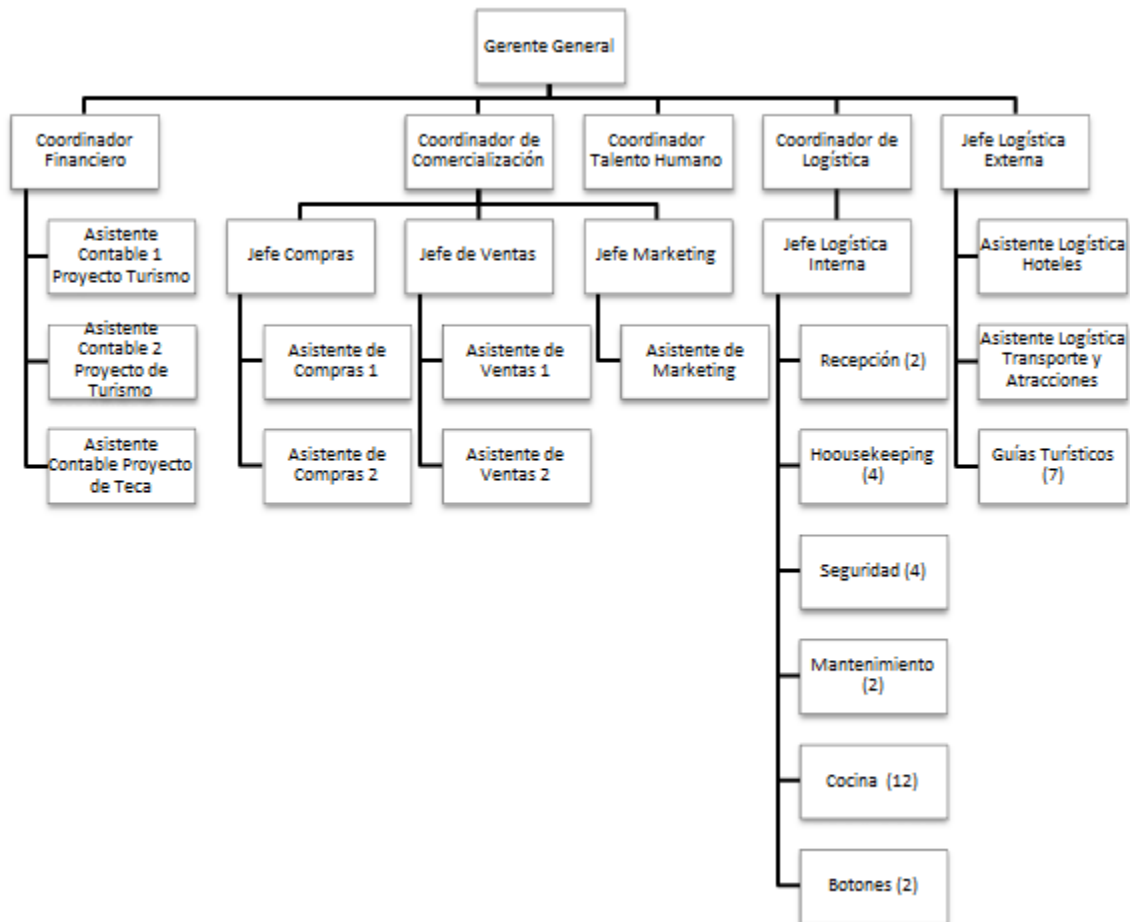 Gerente General
Coordinador
Financiero
Coordinador de
Comercialización
Coordinador
Talento Humano
Coordinador de
Logística
Jefe Logística
Externa
Asistente
Contable 1
Proyecto Turismo
Jefe Compras
Jefe de Ventas
Jefe Marketing
Jefe Logística
Interna
Asistente Logística
Hoteles
Asistente
Contable 2
Proyecto de
Turismo
Asistente de
Compras 1
Asistente de
Ventas 1
Asistente de
Marketing
Recepción (2)
Asistente Logística
Transporte y
Atracciones
Asistente
Contable Proyecto
de Teca
Asistente de
Compras 2
Asistente de
Ventas 2
Hoousekeeping
(4)
Guías Turísticos
(7)
Seguridad (4)
Mantenimiento
(2)
Cocina (12)
Botones (2)